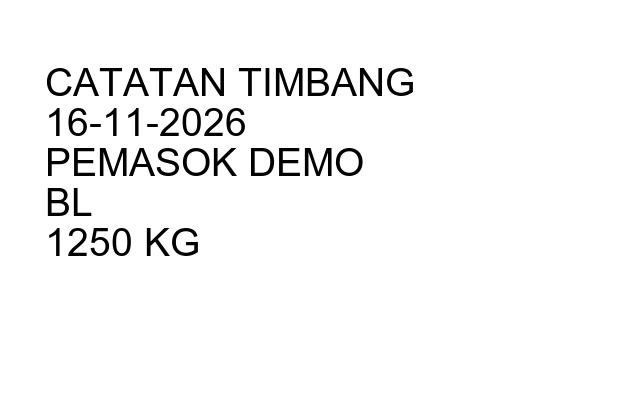 CATATAN TIMBANG
16-11-2026
PEMASOK DEMO
BL
1250 KG